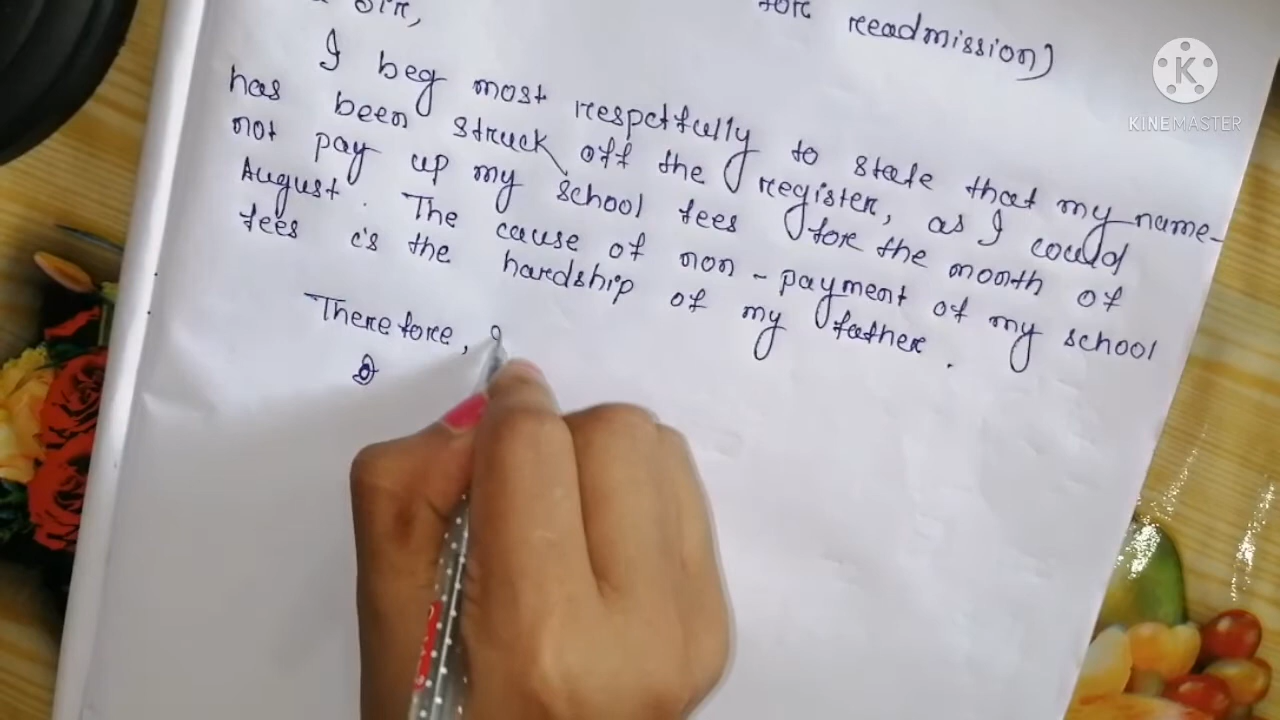 Sir,
for readmission)
I beg most respctfully to state that my name-
has been struck off the register, as I could
not pay up my school fees for the month of
August. The cause of non-payment of my school
fees is the hardship of my father.
Therefore,
KINEMASTER